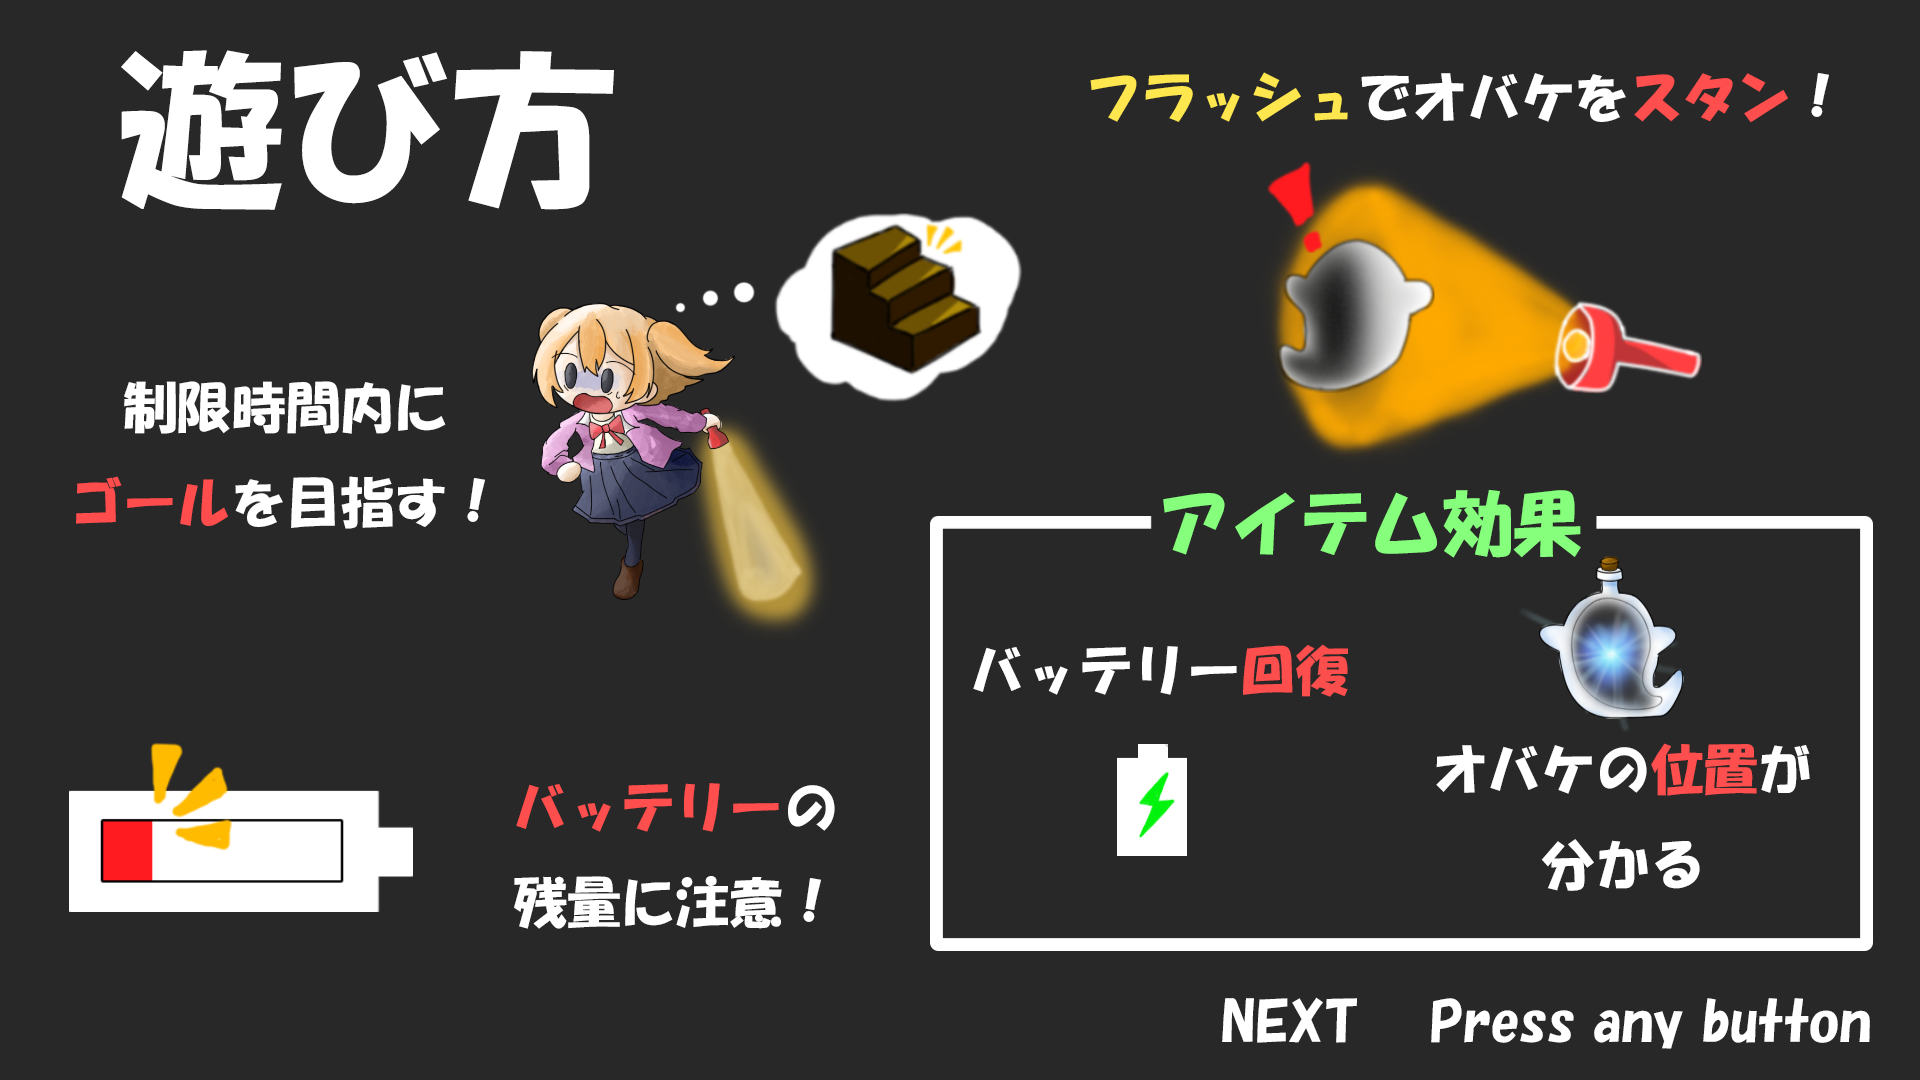 遊び方
フラッシュでオバケをスタン！
制限時間内に
ゴールを目指す！
バッテリーの
残量に注意！
アイテム効果
バッテリー回復
オバケの位置が
分かる
NEXT Press any button